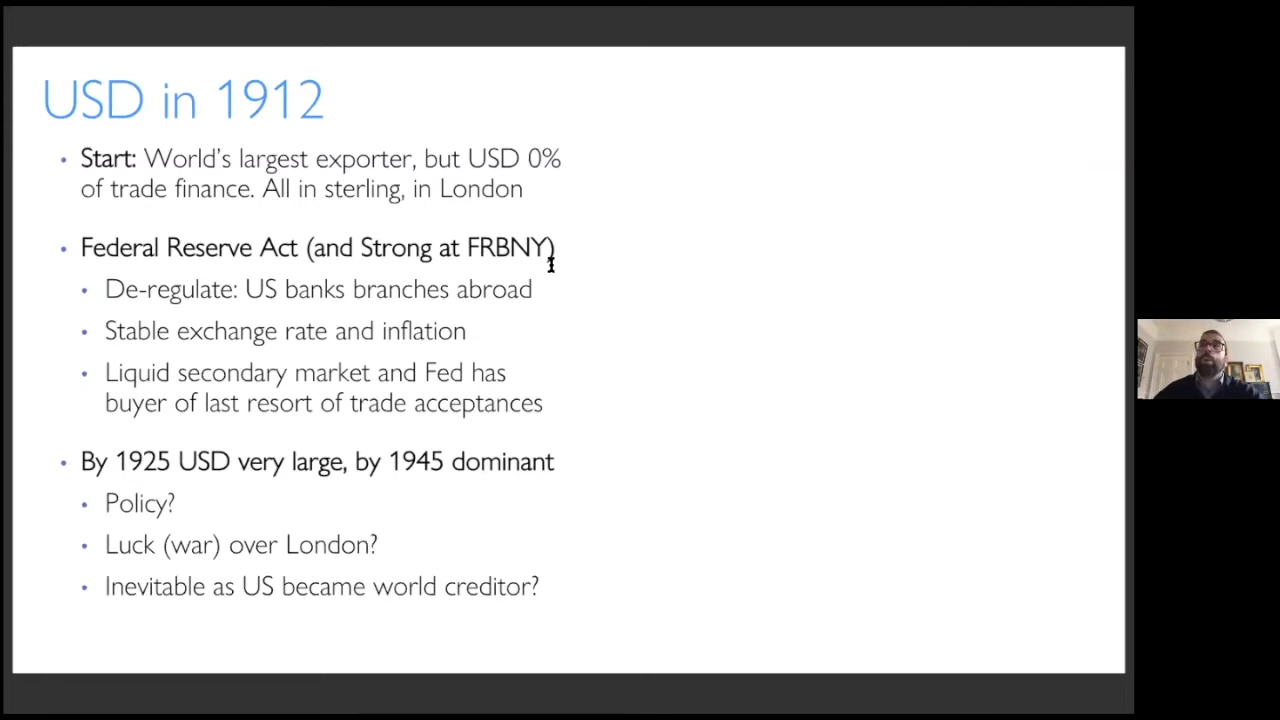 USD in 1912
• Start: World's largest exporter, but USD 0%
of trade finance. All in sterling, in London
• Federal Reserve Act (and Strong at FRBNY)
• De-regulate: US banks branches abroad
• Stable exchange rate and inflation
• Liquid secondary market and Fed has
buyer of last resort of trade acceptances
• By 1925 USD very large, by 1945 dominant
• Policy?
• Luck (war) over London?
• Inevitable as US became world creditor?